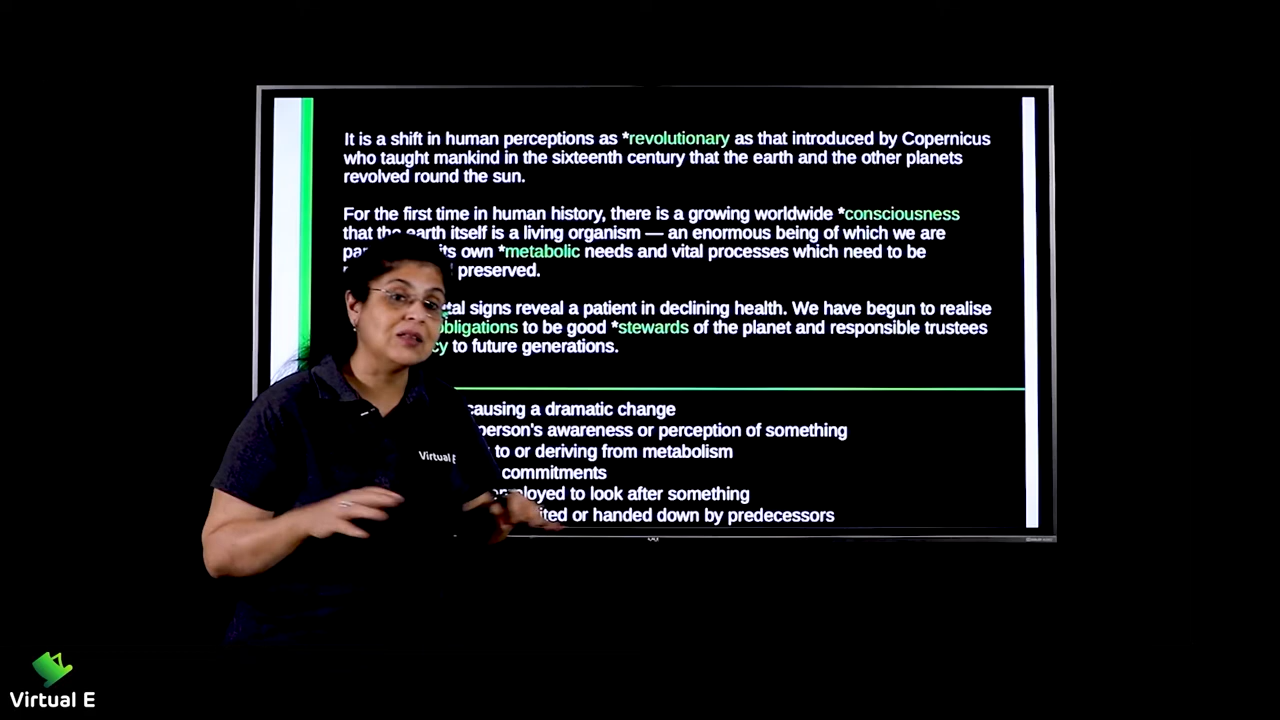 It is a shift in human perceptions as *revolutionary as that introduced by Copernicus
who taught mankind in the sixteenth century that the earth and the other planets
revolved round the sun.
For the first time in human history, there is a growing worldwide *consciousness
that the earth itself is a living organism — an enormous being of which we are
its own *metabolic needs and vital processes which need to be
preserved.
signs reveal a patient in declining health. We have begun to realise
obligations to be good *stewards of the planet and responsible trustees
to future generations.
causing a dramatic change
person's awareness or perception of something
to or deriving from metabolism
commitments
employed to look after something
or handed down by predecessors
Virtual E
Virtual E